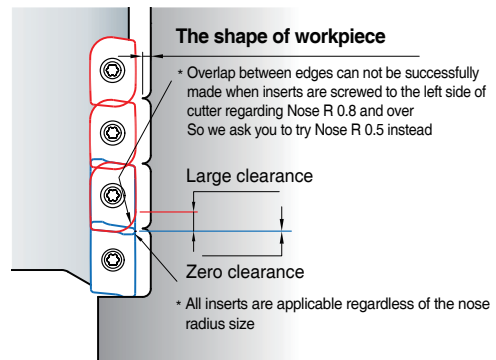 The shape of workpiece
* Overlap between edges can not be successfully
made when inserts are screwed to the left side of
cutter regarding Nose R 0.8 and over
So we ask you to try Nose R 0.5 instead
Large clearance
Zero clearance
* All inserts are applicable regardless of the nose
radius size